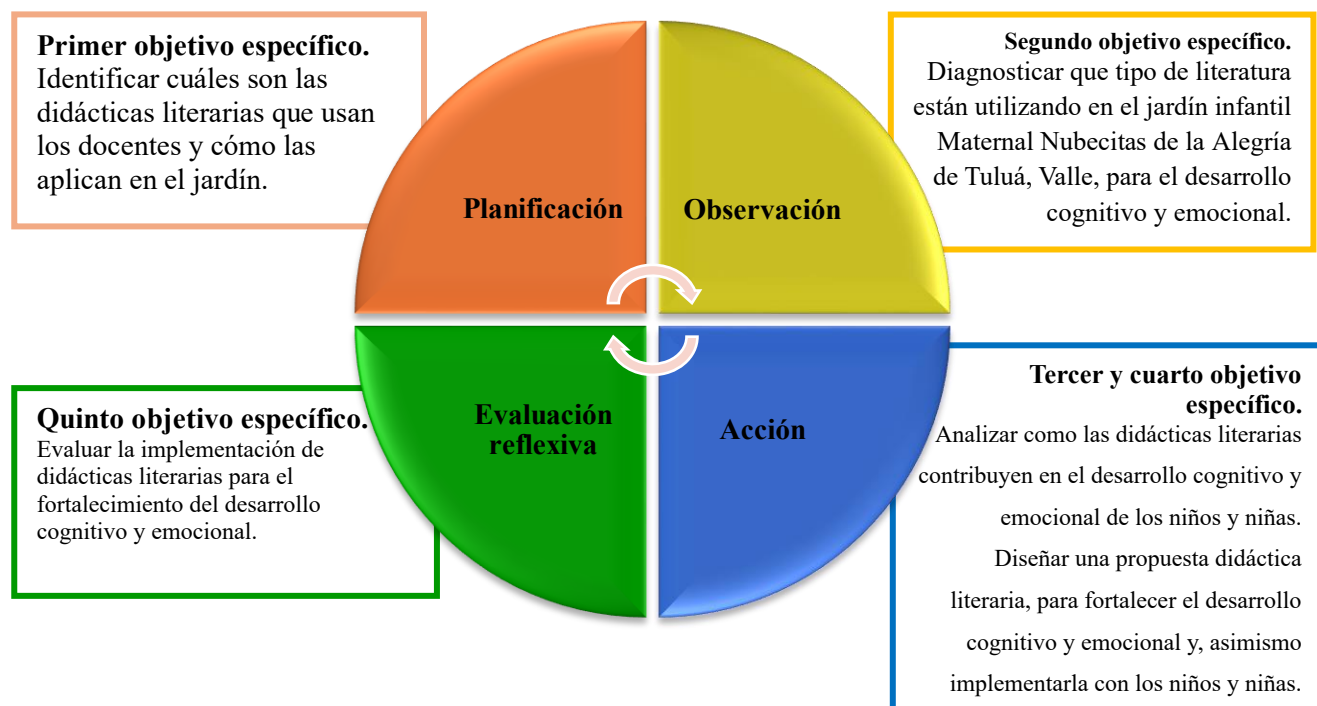 Primer objetivo específico.
Identificar cuáles son las
didácticas literarias que usan
los docentes y cómo las
aplican en el jardín.
Segundo objetivo específico.
Diagnosticar que tipo de literatura
están utilizando en el jardín infantil
Maternal Nubecitas de la Alegría
de Tuluá, Valle, para el desarrollo
cognitivo y emocional.
Planificación
Observación
Quinto objetivo específico.
Evaluar la implementación de
didácticas literarias para el
fortalecimiento del desarrollo
cognitivo y emocional.
Evaluación
reflexiva
Acción
Tercer y cuarto objetivo
específico.
Analizar como las didácticas literarias
contribuyen en el desarrollo cognitivo y
emocional de los niños y niñas.
Diseñar una propuesta didáctica
literaria, para fortalecer el desarrollo
cognitivo y emocional y, asimismo
implementarla con los niños y niñas.